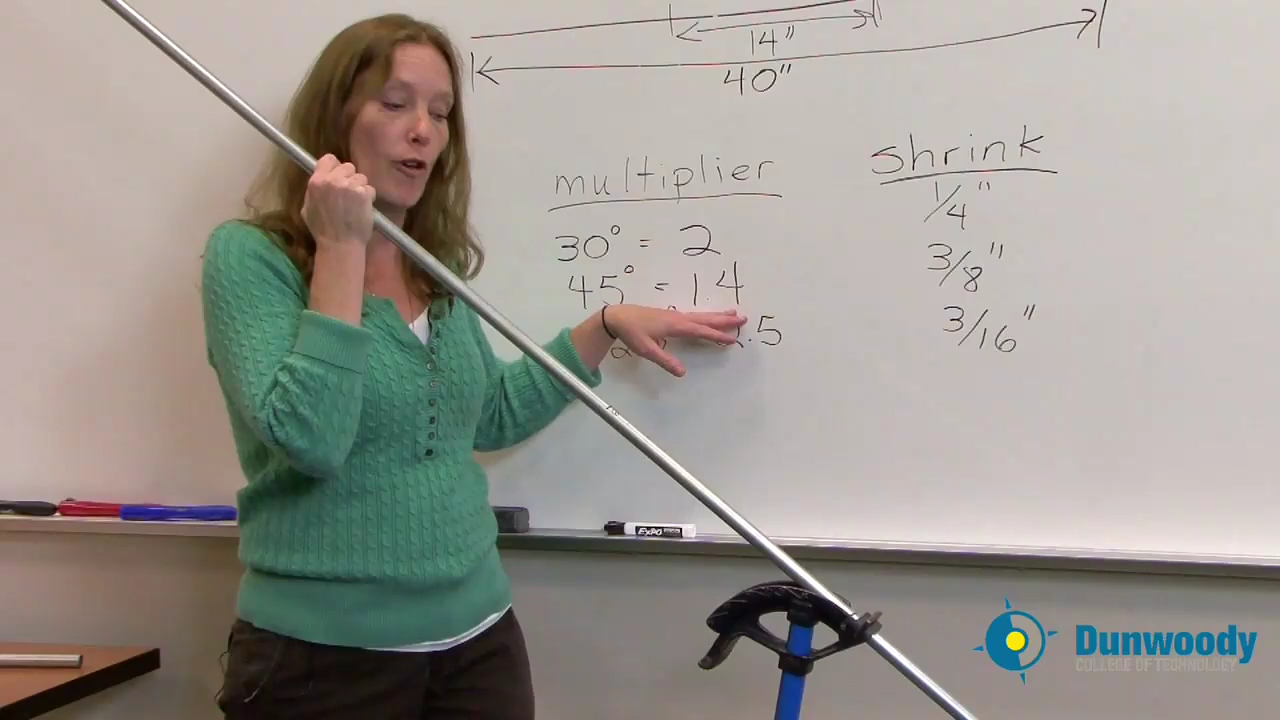 14"
40"
multiplier
30° = 2
45° = 1.4
.5
shrink
1/4"
3/8"
3/16"
EXPO
Dunwoody
COLLEGE OF TECHNOLOGY